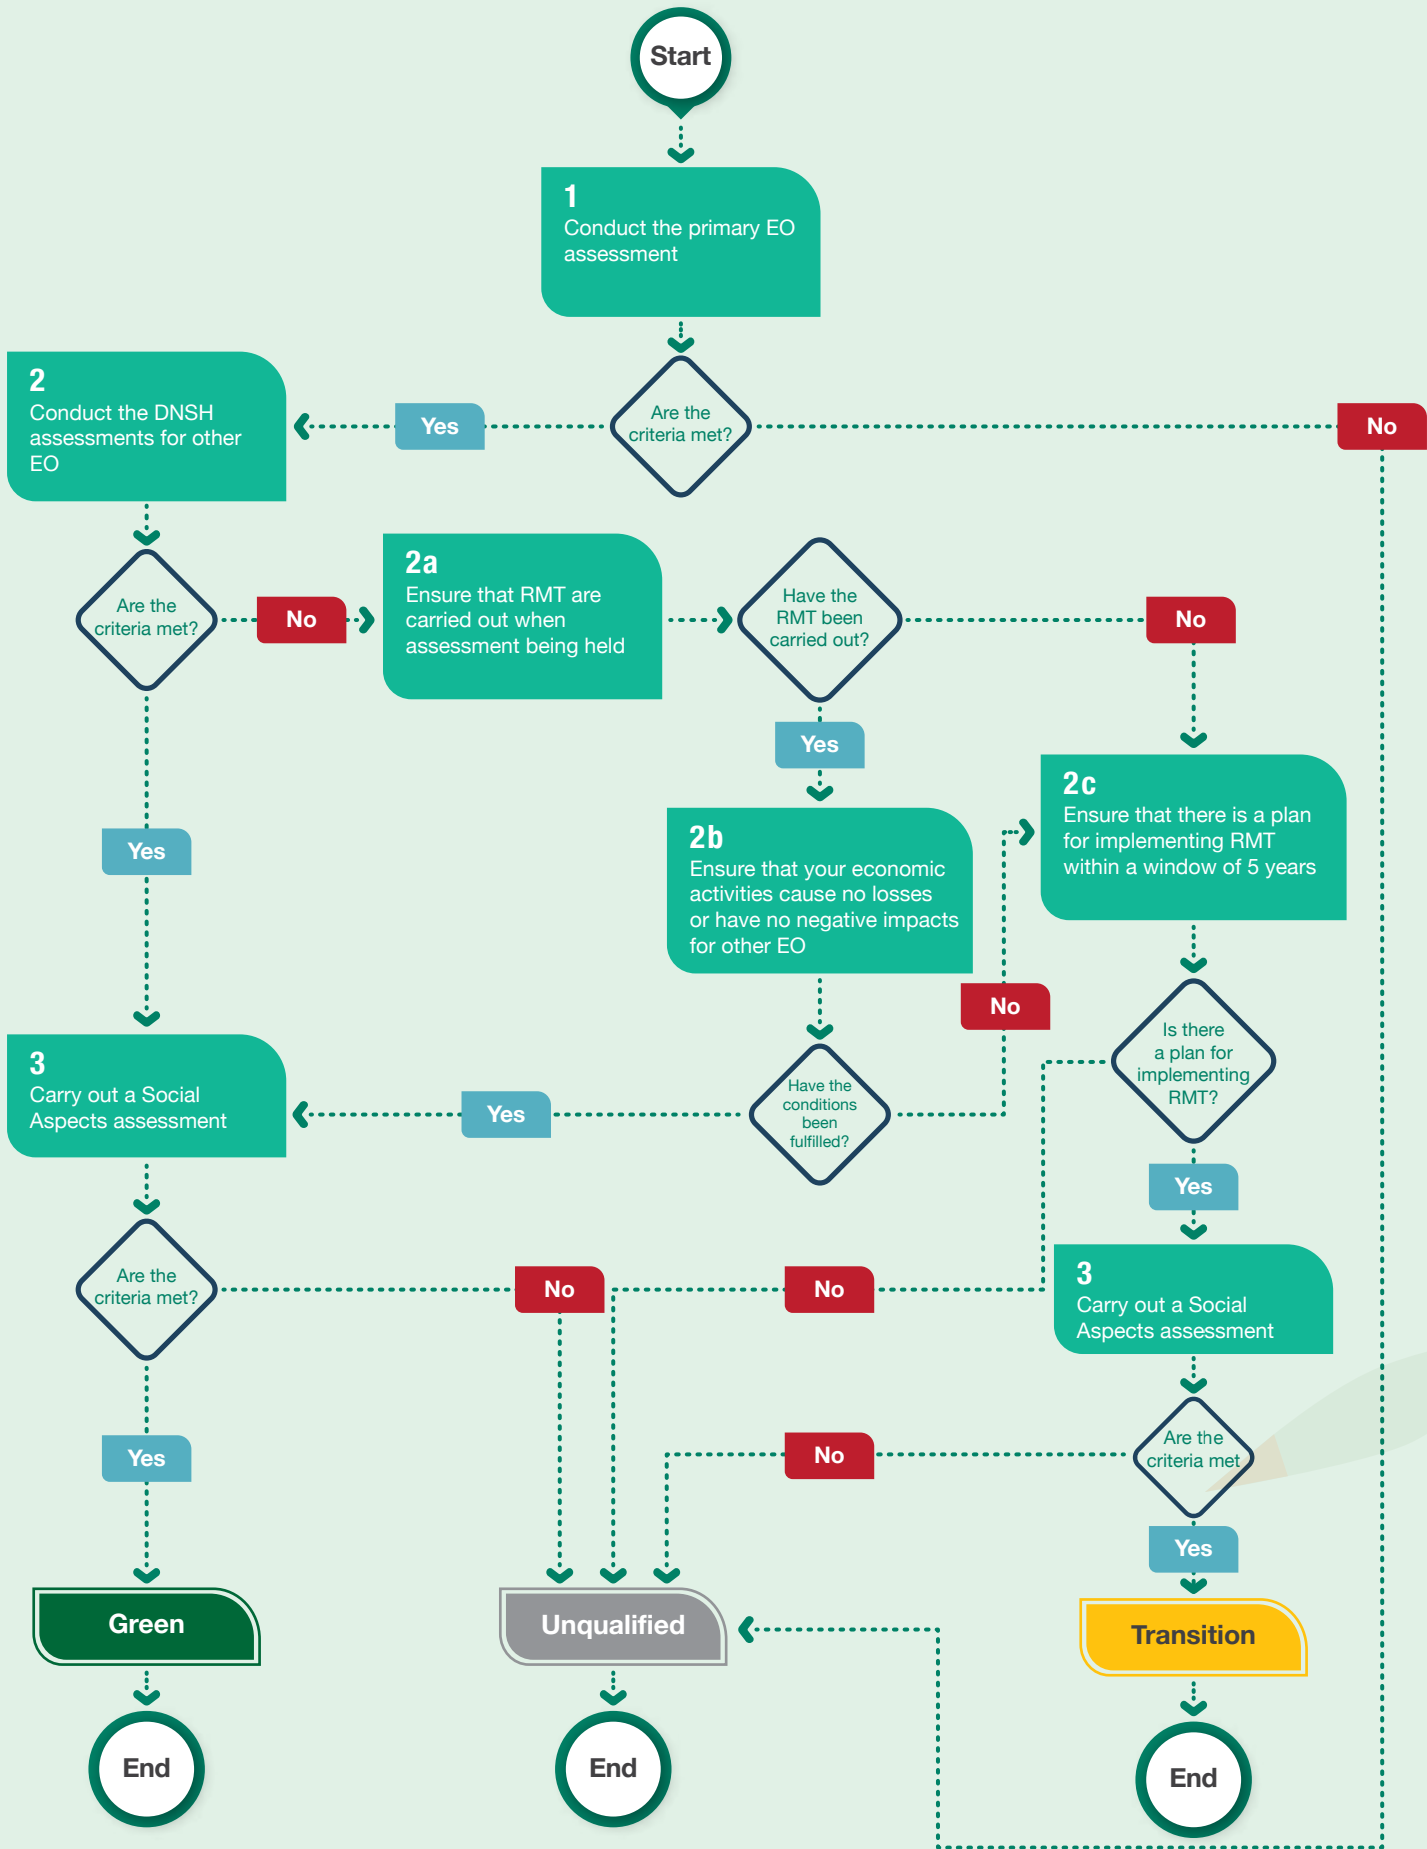 Start
1
Conduct the primary EO
assessment
Are the
criteria met?
Yes
No
2
Conduct the DNSH
assessments for other
EO
Are the
criteria met?
No
2a
Ensure that RMT are
carried out when
assessment being held
Have the
RMT been
carried out?
No
Yes
2b
Ensure that your economic
activities cause no losses
or have no negative impacts
for other EO
2c
Ensure that there is a plan
for implementing RMT
within a window of 5 years
Yes
No
Is there
a plan for
implementing
RMT?
3
Carry out a Social
Aspects assessment
Yes
Have the
conditions
been
fulfilled?
Yes
Are the
criteria met?
No
No
3
Carry out a Social
Aspects assessment
Yes
No
Are the
criteria met
Yes
Green
Unqualified
Transition
End
End
End